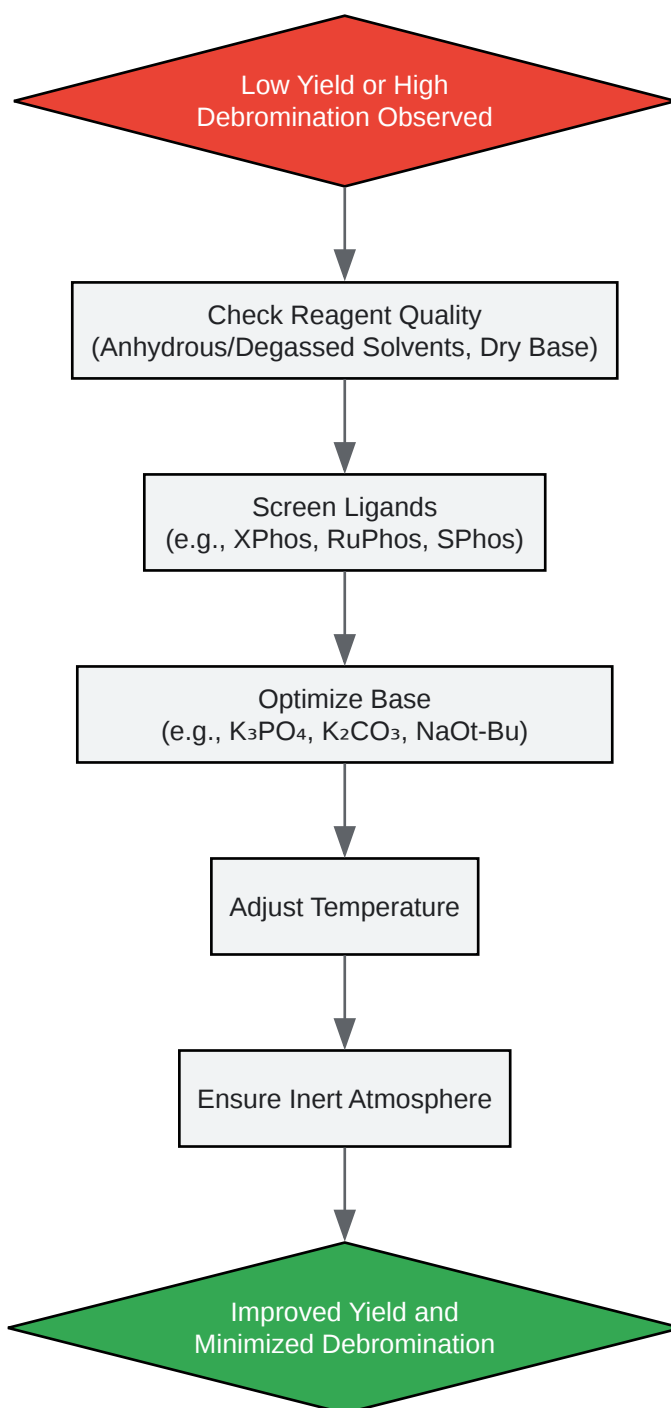 Low Yield or High
Debromination Observed
Check Reagent Quality
(Anhydrous/Degassed Solvents, Dry Base)
Screen Ligands
(e.g., XPhos, RuPhos, SPhos)
Optimize Base
(e.g., K₃PO₄, K₂CO₃, NaOt-Bu)
Adjust Temperature
Ensure Inert Atmosphere
Improved Yield and
Minimized Debromination